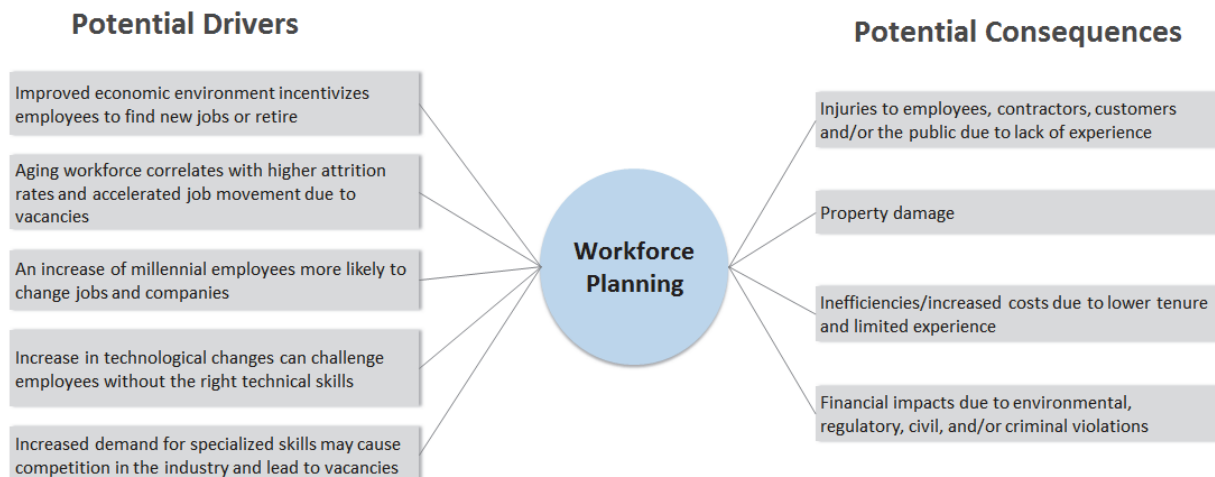 Potential Drivers
Improved economic environment incentivizes
employees to find new jobs or retire
Aging workforce correlates with higher attrition
rates and accelerated job movement due to
vacancies
An increase of millennial employees more likely to
change jobs and companies
Increase in technological changes can challenge
employees without the right technical skills
Increased demand for specialized skills may cause
competition in the industry and lead to vacancies
Workforce
Planning
Potential Consequences
Injuries to employees, contractors, customers
and/or the public due to lack of experience
Property damage
Inefficiencies/increased costs due to lower tenure
and limited experience
Financial impacts due to environmental,
regulatory, civil, and/or criminal violations